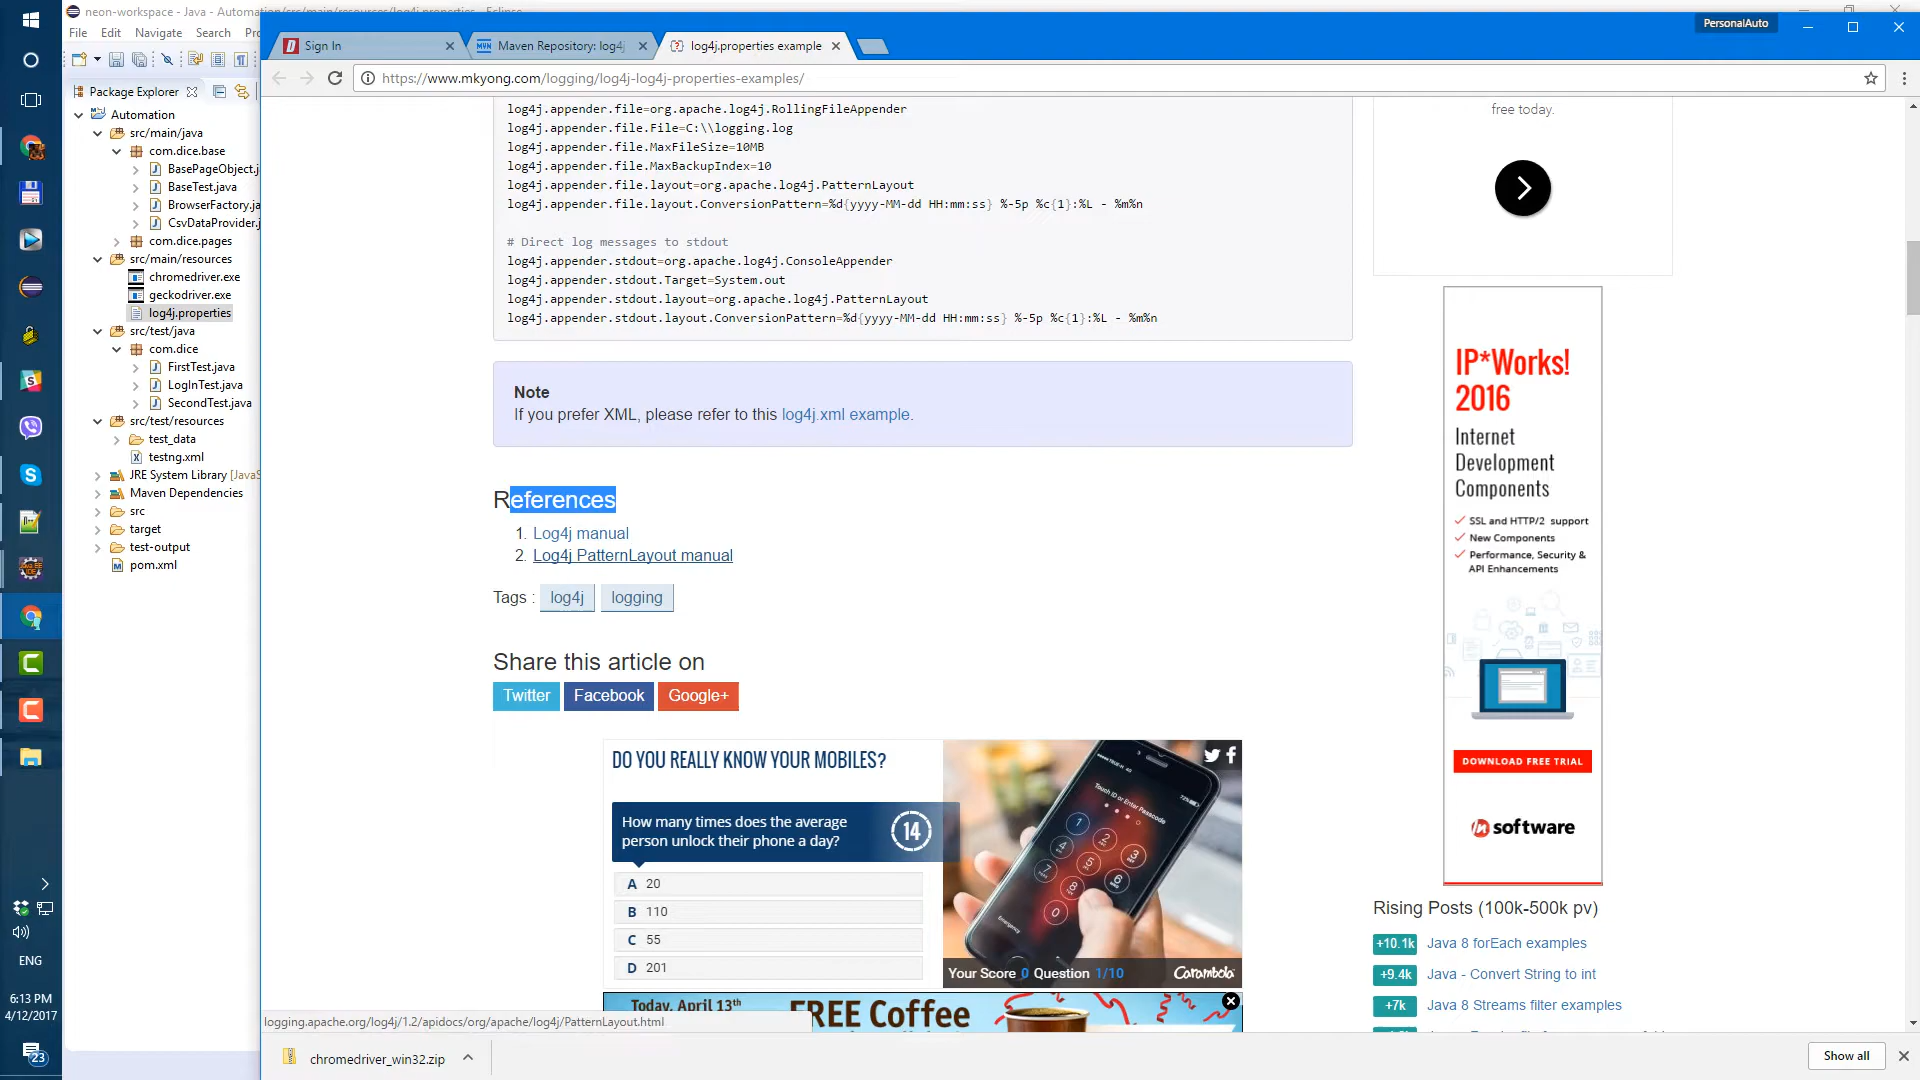 neon-workspace - Java - Automation/src/main/resources/log4j.properties - Eclipse
PersonalAuto
File Edit Navigate Search
Sign In
Maven Repository: log4j
log4j.properties example
https://www.mkyong.com/logging/log4j-log4j-properties-examples/
Package Explorer
Automation
src/main/java
com.dice.base
BasePageObject.j
BaseTest.java
BrowserFactory.ja
CsvDataProvider.j
com.dice.pages
src/main/resources
chromedriver.exe
geckodriver.exe
log4j.properties
src/test/java
com.dice
FirstTest.java
LogInTest.java
SecondTest.java
src/test/resources
test_data
testng.xml
JRE System Library [JavaS
Maven Dependencies
src
target
test-output
pom.xml
log4j.appender.file=org.apache.log4j.RollingFileAppender
log4j.appender.file.File=C:\\logging.log
log4j.appender.file.MaxFileSize=10MB
log4j.appender.file.MaxBackupIndex=10
log4j.appender.file.layout=org.apache.log4j.PatternLayout
log4j.appender.file.layout.ConversionPattern=%d{yyyy-MM-dd HH:mm:ss} %-5p %c{1}:%L - %m%n
# Direct log messages to stdout
log4j.appender.stdout=org.apache.log4j.ConsoleAppender
log4j.appender.stdout.Target=System.out
log4j.appender.stdout.layout=org.apache.log4j.PatternLayout
log4j.appender.stdout.layout.ConversionPattern=%d{yyyy-MM-dd HH:mm:ss} %-5p %c{1}:%L - %m%n
Note
If you prefer XML, please refer to this log4j.xml example.
References
1. Log4j manual
2. Log4j PatternLayout manual
Tags : log4j logging
Share this article on
Twitter Facebook Google+
DO YOU REALLY KNOW YOUR MOBILES?
How many times does the average
person unlock their phone a day?
14
A 20
B 110
C 55
D 201
Touch ID or Enter Passcode
1
2
3
4
5
6
7
8
9
0
Emergency
Your Score 0 Question 1/10
Carambola
Today, April 13th
FREE Coffee
free today.
IP*Works!
2016
Internet
Development
Components
SSL and HTTP/2 support
New Components
Performance, Security &
API Enhancements
DOWNLOAD FREE TRIAL
/n software
Rising Posts (100k-500k pv)
+10.1k Java 8 forEach examples
+9.4k Java - Convert String to int
+7k Java 8 Streams filter examples
logging.apache.org/log4j/1.2/apidocs/org/apache/log4j/PatternLayout.html
chromedriver_win32.zip
Show all
ENG
6:13 PM
4/12/2017
23